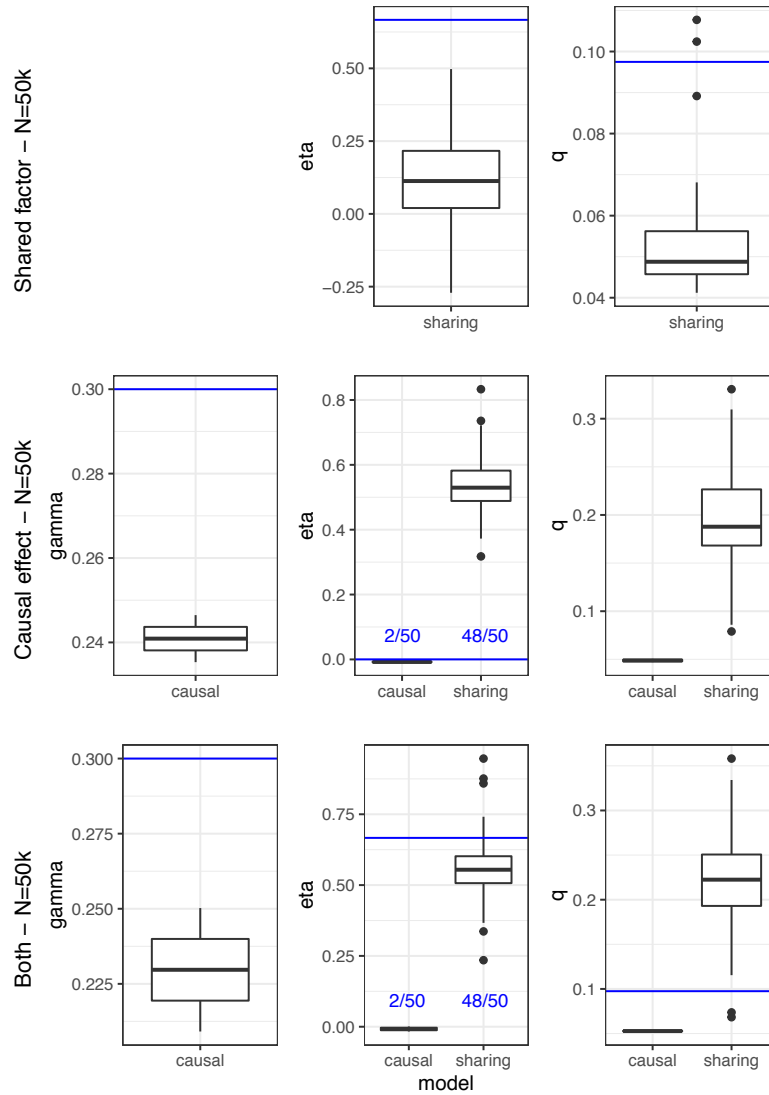 Shared factor − N=50k
eta
0.50
0.25
0.00
−0.25
sharing
q
0.10
0.08
0.06
0.04
sharing
Causal effect − N=50k
gamma
0.30
0.28
0.26
0.24
causal
eta
0.8
0.6
0.4
0.2
0.0
2/50 48/50
causal sharing
q
0.3
0.2
0.1
causal sharing
Both − N=50k
gamma
0.300
0.275
0.250
0.225
causal
eta
0.75
0.50
0.25
0.00
2/50 48/50
causal sharing
q
0.3
0.2
0.1
causal sharing
model